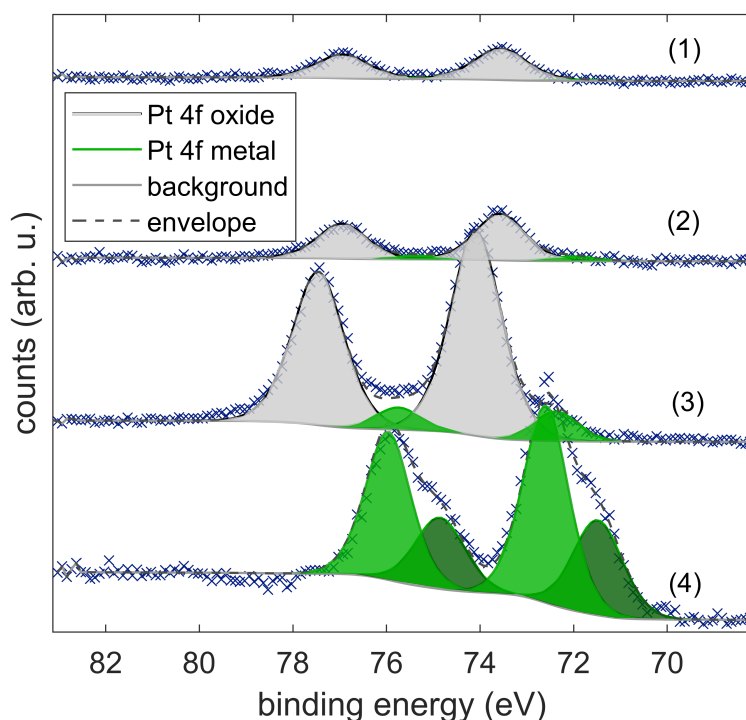 (1)
Pt 4f oxide
Pt 4f metal
background
envelope
(2)
(3)
(4)
counts (arb. u.)
82 80 78 76 74 72 70
binding energy (eV)